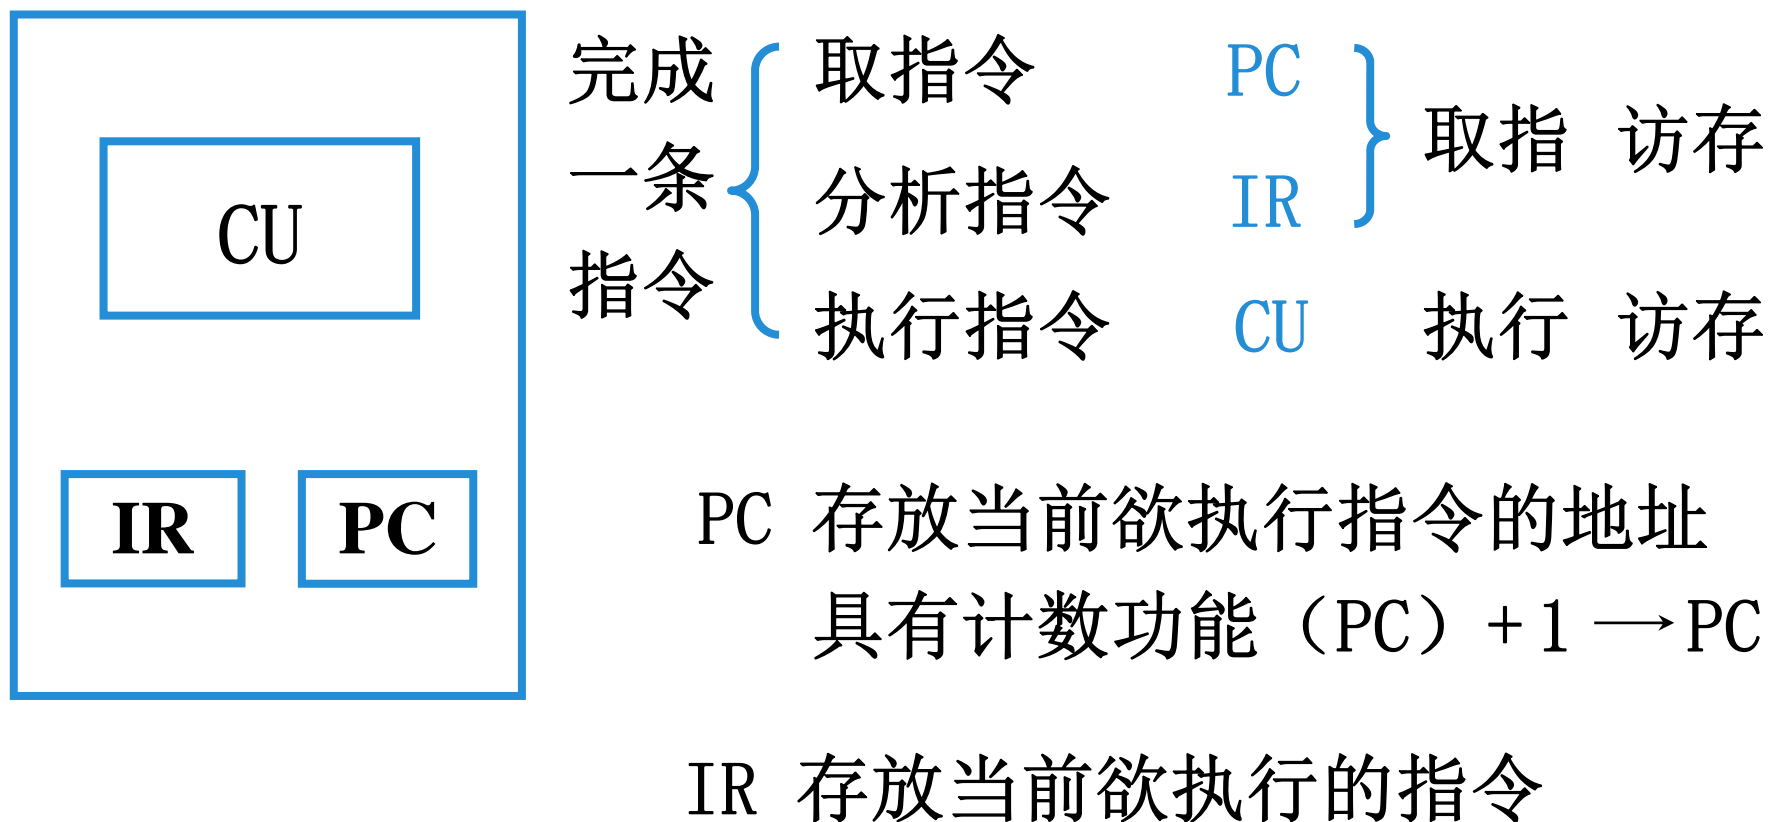 CU
IR PC
完成
一条
指令
取指令 PC
分析指令 IR
取指 访存
执行指令 CU 执行 访存
PC 存放当前欲执行指令的地址
具有计数功能（PC）+1→PC
IR 存放当前欲执行的指令